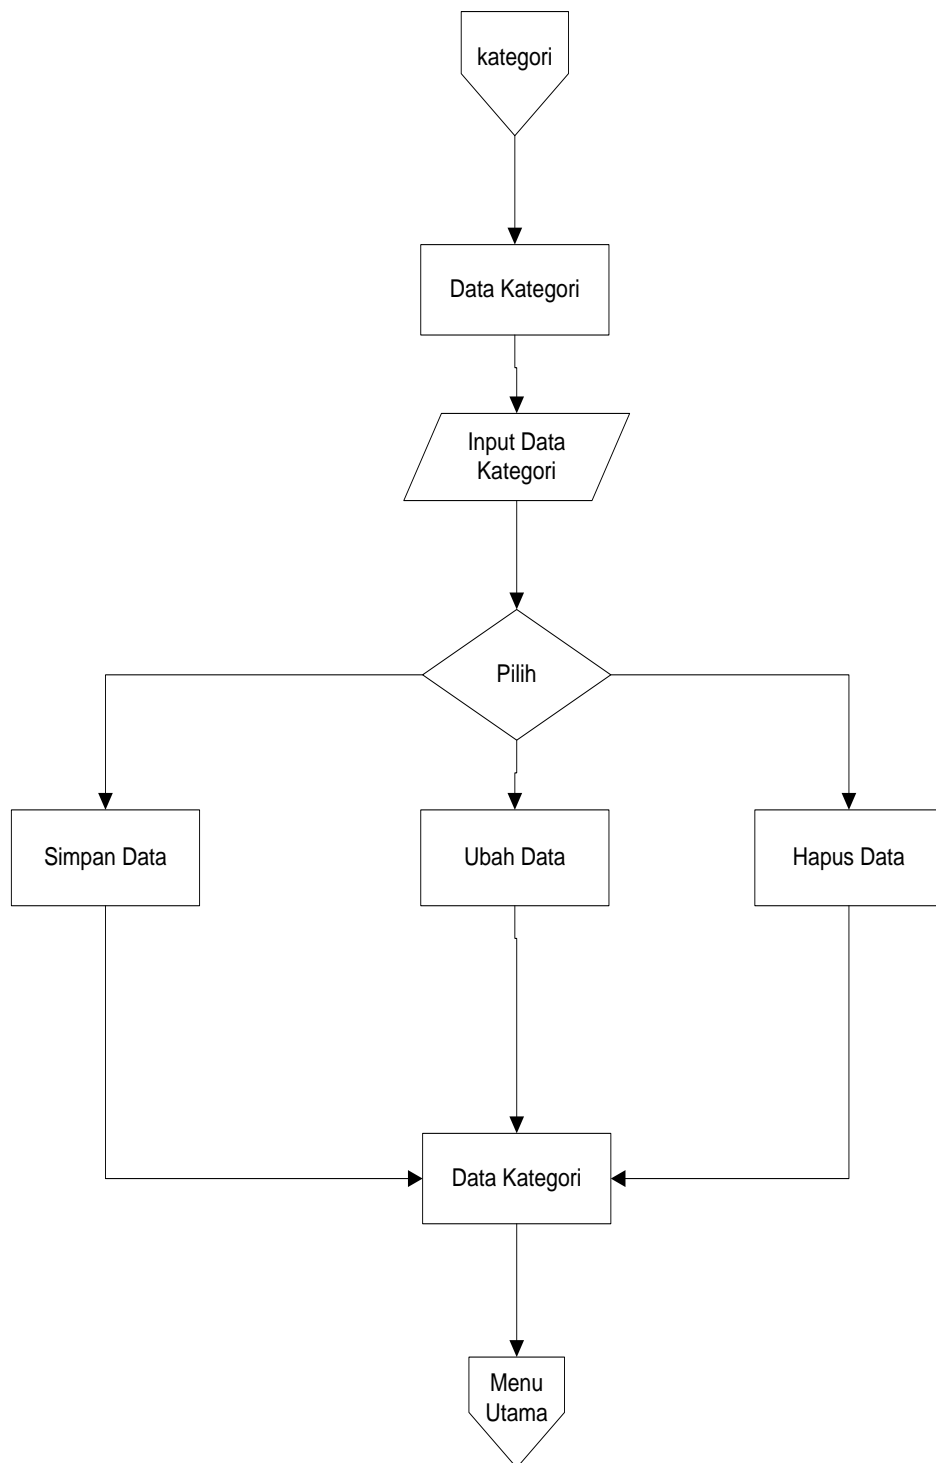 kategori
Data Kategori
Input Data
Kategori
Pilih
Simpan Data
Ubah Data
Hapus Data
Data Kategori
Menu
Utama